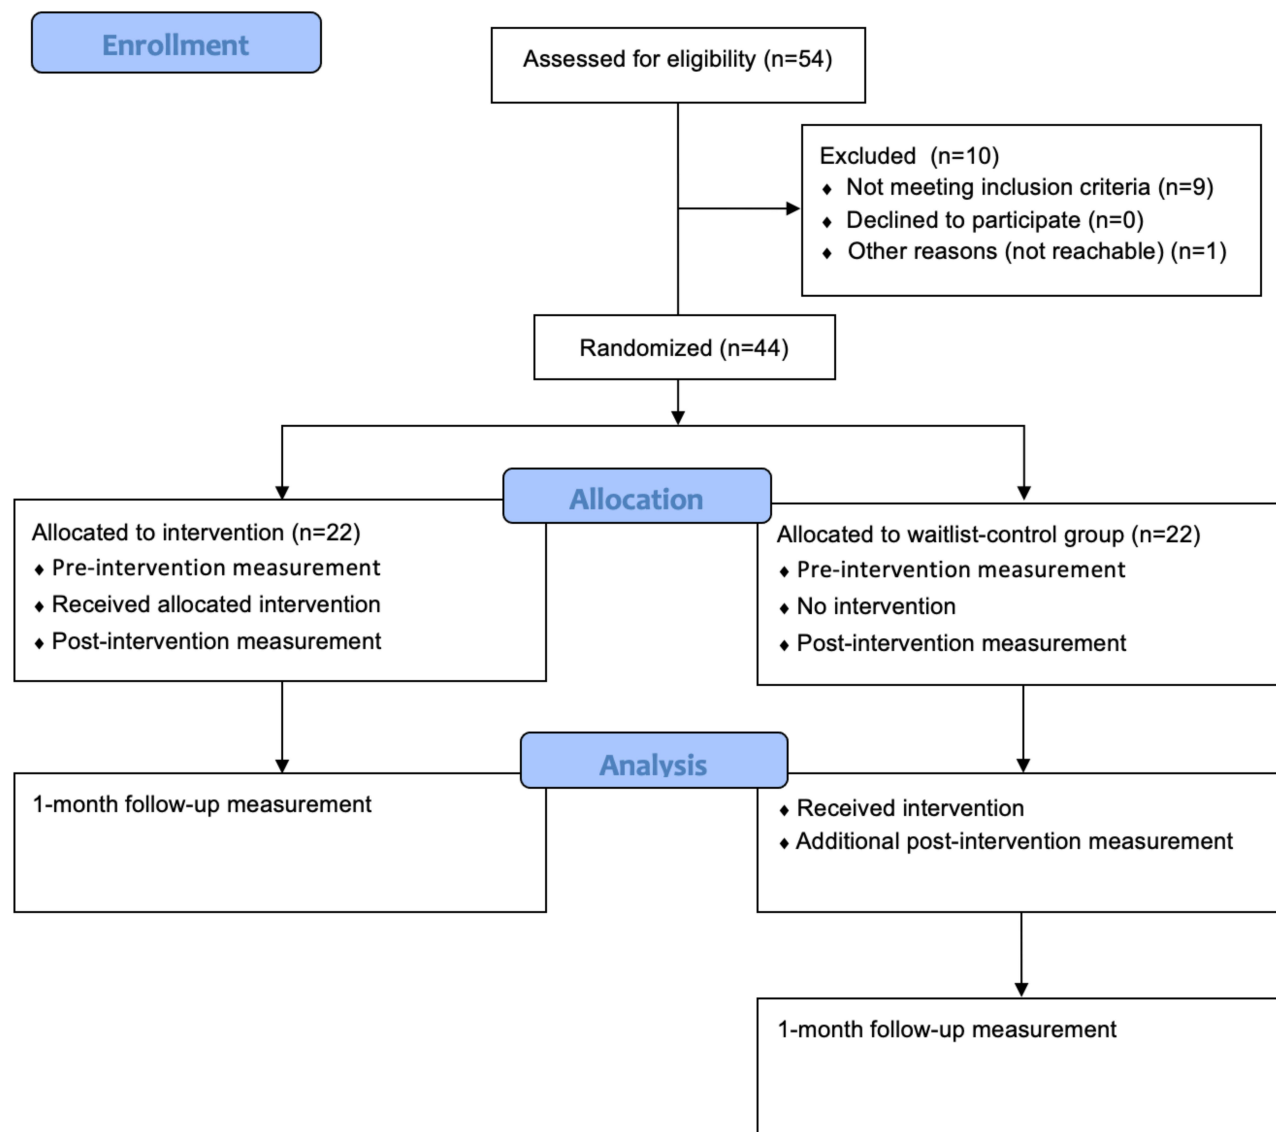 Enrollment
Assessed for eligibility (n=54)
Excluded (n=10)
♦ Not meeting inclusion criteria (n=9)
♦ Declined to participate (n=0)
♦ Other reasons (not reachable) (n=1)
Randomized (n=44)
Allocation
Allocated to intervention (n=22)
♦ Pre-intervention measurement
♦ Received allocated intervention
♦ Post-intervention measurement
Allocated to waitlist-control group (n=22)
♦ Pre-intervention measurement
♦ No intervention
♦ Post-intervention measurement
Analysis
1-month follow-up measurement
♦ Received intervention
♦ Additional post-intervention measurement
1-month follow-up measurement